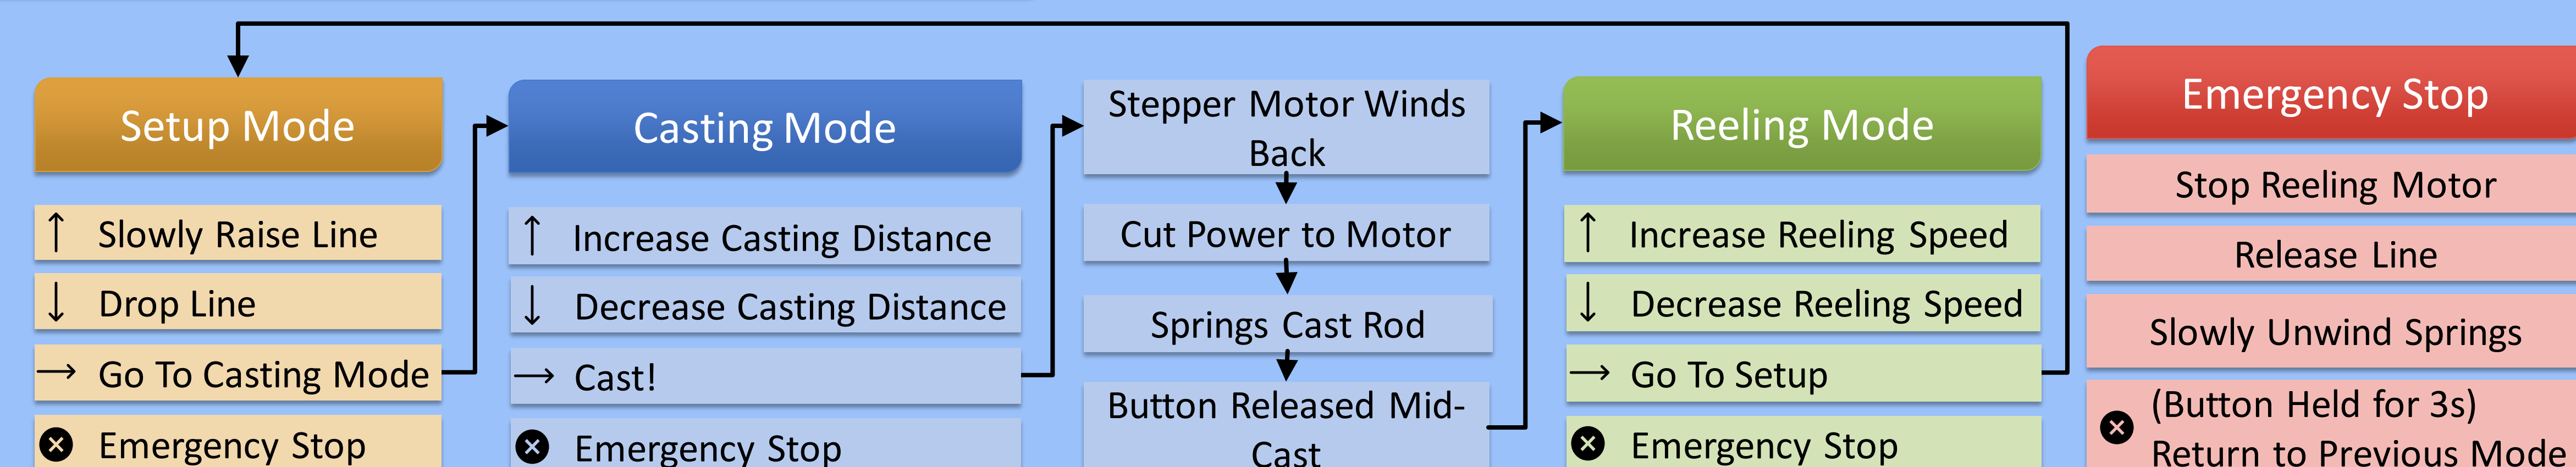 Setup Mode
↑ Slowly Raise Line
↓ Drop Line
→ Go To Casting Mode
Emergency Stop
Casting Mode
↑ Increase Casting Distance
↓ Decrease Casting Distance
→ Cast!
Emergency Stop
Stepper Motor Winds
Back
Cut Power to Motor
Springs Cast Rod
Button Released Mid-
Cast
Reeling Mode
↑ Increase Reeling Speed
↓ Decrease Reeling Speed
→ Go To Setup
Emergency Stop
Emergency Stop
Stop Reeling Motor
Release Line
Slowly Unwind Springs
(Button Held for 3s)
Return to Previous Mode